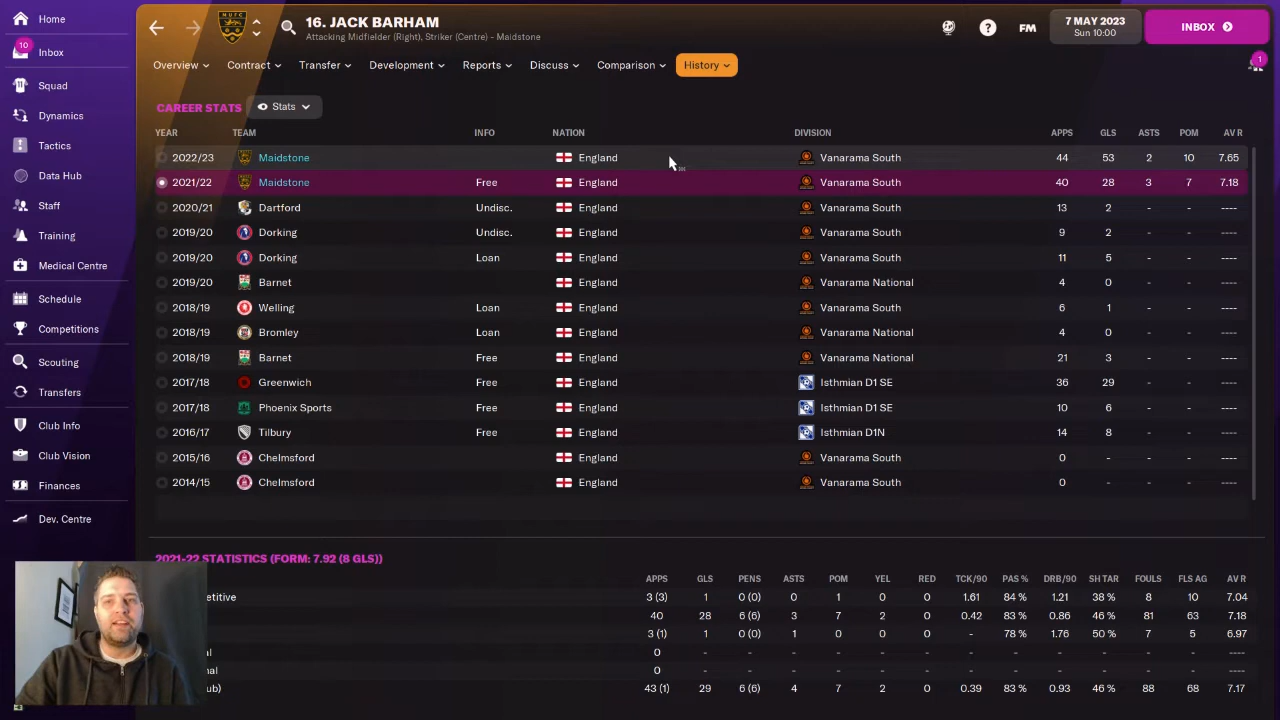 Home
10
Inbox
Squad
Dynamics
Tactics
Data Hub
Staff
Training
Medical Centre
Schedule
Competitions
Scouting
Transfers
Club Info
Club Vision
Finances
Dev. Centre
NUFC
16. JACK BARHAM
Attacking Midfielder (Right), Striker (Centre) - Maidstone
?
FM
7 MAY 2023
Sun 10:00
INBOX
Overview Contract Transfer Development Reports Discuss Comparison History
1
CAREER STATS Stats
YEAR TEAM INFO NATION DIVISION APPS GLS ASTS POM AV R
2022/23 Maidstone England Vanarama South 44 53 2 10 7.65
2021/22 Maidstone Free England Vanarama South 40 28 3 7 7.18
2020/21 Dartford Undisc. England Vanarama South 13 2 - - ----
2019/20 Dorking Undisc. England Vanarama South 9 2 - - ----
2019/20 Dorking Loan England Vanarama South 11 5 - - ----
2019/20 Barnet England Vanarama National 4 0 - - ----
2018/19 Welling Loan England Vanarama South 6 1 - - ----
2018/19 Bromley Loan England Vanarama National 4 0 - - ----
2018/19 Barnet Free England Vanarama National 21 3 - - ----
2017/18 Greenwich Free England Isthmian D1 SE 36 29 - - ----
2017/18 Phoenix Sports Free England Isthmian D1 SE 10 6 - - ----
2016/17 Tilbury Free England Isthmian D1N 14 8 - - ----
2015/16 Chelmsford England Vanarama South 0 - - - ----
2014/15 Chelmsford England Vanarama South 0 - - - ----
2021-22 STATISTICS (FORM: 7.92 (8 GLS))
APPS GLS PENS ASTS POM YEL RED TCK/90 PAS % DRB/90 SH TAR FOULS FLS AG AV R
etitive 3 (3) 1 0 (0) 0 1 0 0 1.61 84 % 1.21 38 % 8 10 7.04
40 28 6 (6) 3 7 2 0 0.42 83 % 0.86 46 % 81 63 7.18
3 (1) 1 0 (0) 1 0 0 0 - 78 % 1.76 50 % 7 5 6.97
al 0 - - - - - - - - - - - - ----
nal 0 - - - - - - - - - - - - ----
ub) 43 (1) 29 6 (6) 4 7 2 0 0.39 83 % 0.93 46 % 88 68 7.17